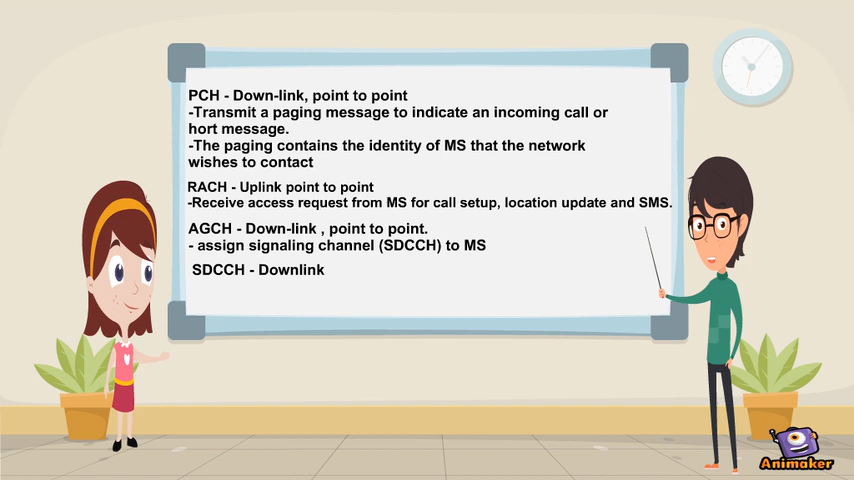 PCH - Down-link, point to point
-Transmit a paging message to indicate an incoming call or
hort message.
-The paging contains the identity of MS that the network
wishes to contact
RACH - Uplink point to point
-Receive access request from MS for call setup, location update and SMS.
AGCH - Down-link , point to point.
- assign signaling channel (SDCCH) to MS
SDCCH - Downlink
Animaker